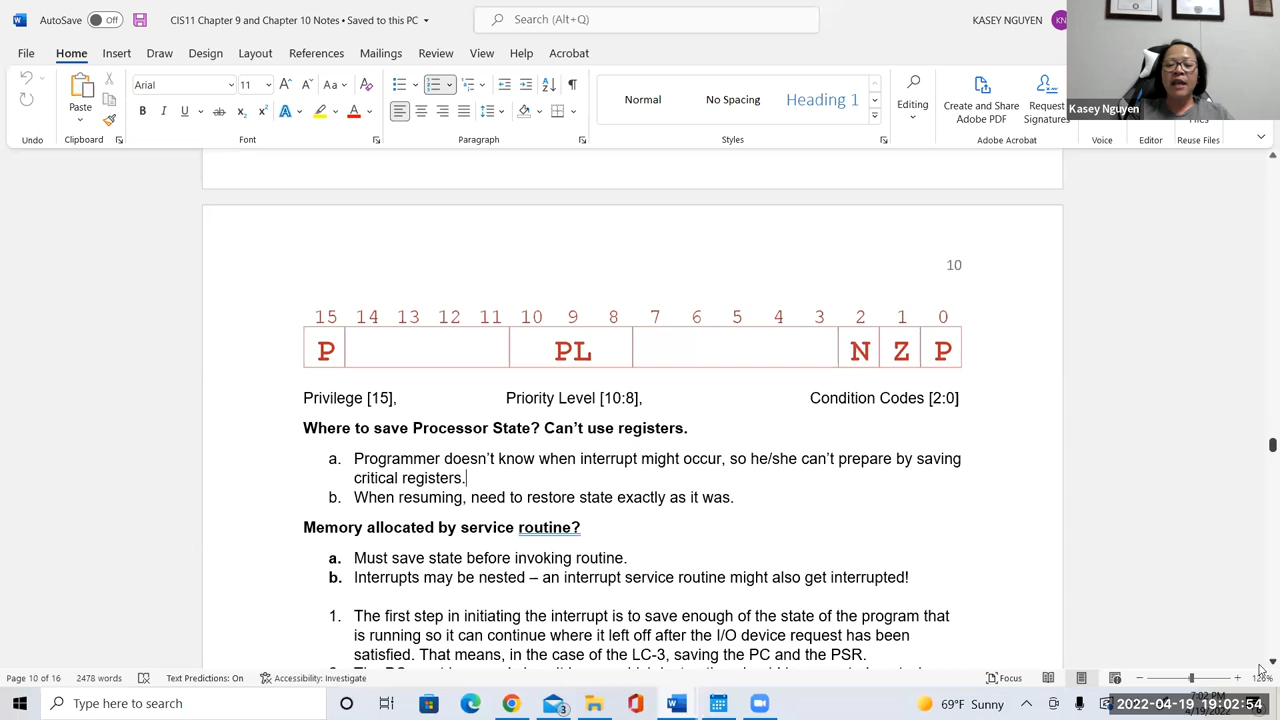 AutoSave Off CIS11 Chapter 9 and Chapter 10 Notes • Saved to this PC Search (Alt+Q) KASEY NGUYEN KN
File Home Insert Draw Design Layout References Mailings Review View Help Acrobat
Paste Arial 11 Aa Normal No Spacing Heading 1 Editing Create and Share Adobe PDF Request Signatures
Kasey Nguyen
Undo Clipboard Font Paragraph Styles Adobe Acrobat Voice Editor Reuse Files
10
15 14 13 12 11 10 9 8 7 6 5 4 3 2 1 0
P PL N Z P
Privilege [15], Priority Level [10:8], Condition Codes [2:0]
Where to save Processor State? Can’t use registers.
a. Programmer doesn’t know when interrupt might occur, so he/she can’t prepare by saving
critical registers.
b. When resuming, need to restore state exactly as it was.
Memory allocated by service routine?
a. Must save state before invoking routine.
b. Interrupts may be nested – an interrupt service routine might also get interrupted!
1. The first step in initiating the interrupt is to save enough of the state of the program that
is running so it can continue where it left off after the I/O device request has been
satisfied. That means, in the case of the LC-3, saving the PC and the PSR.
Page 10 of 16 2478 words Text Predictions: On Accessibility: Investigate Focus
Type here to search 3 69°F Sunny 7:02 PM
2022-04-19 19:02:54
4/19/2022